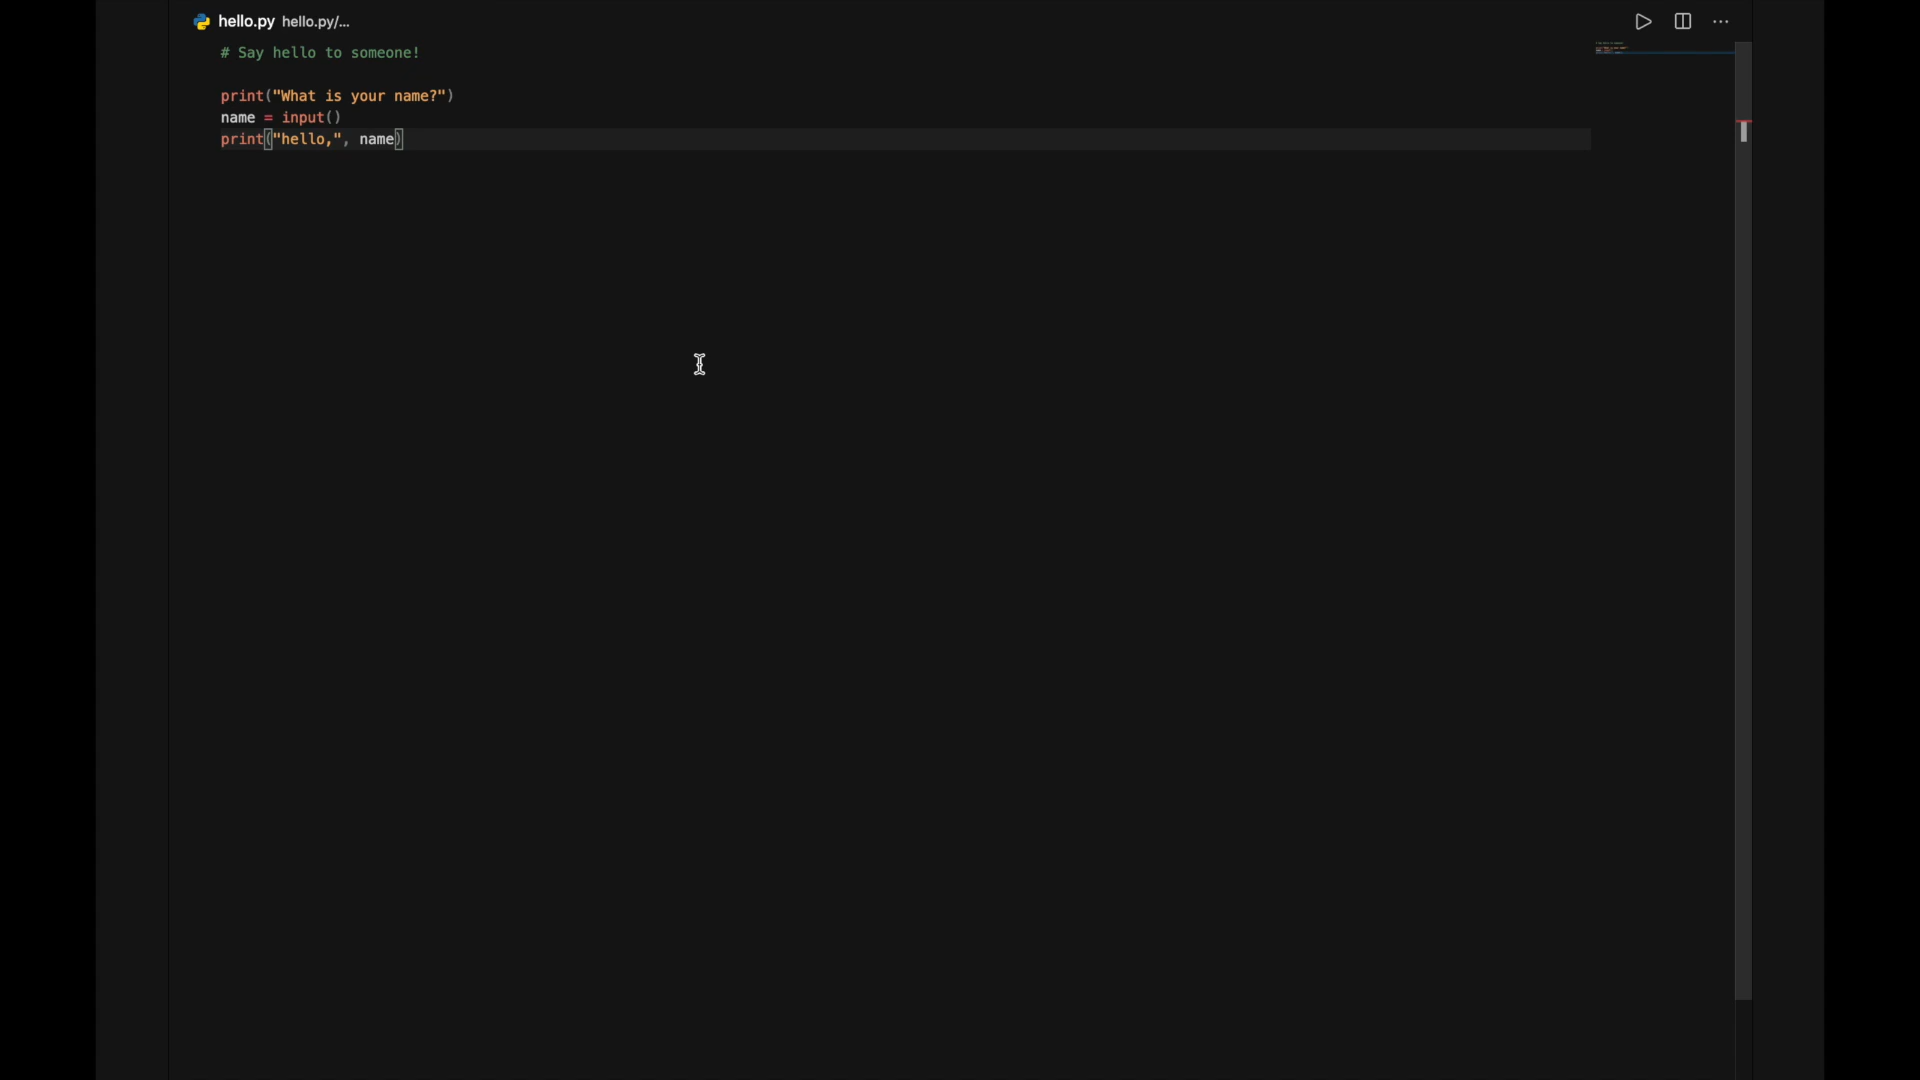 hello.py hello.py/...
# Say hello to someone!
print("What is your name?")
name = input()
print("hello,", name)